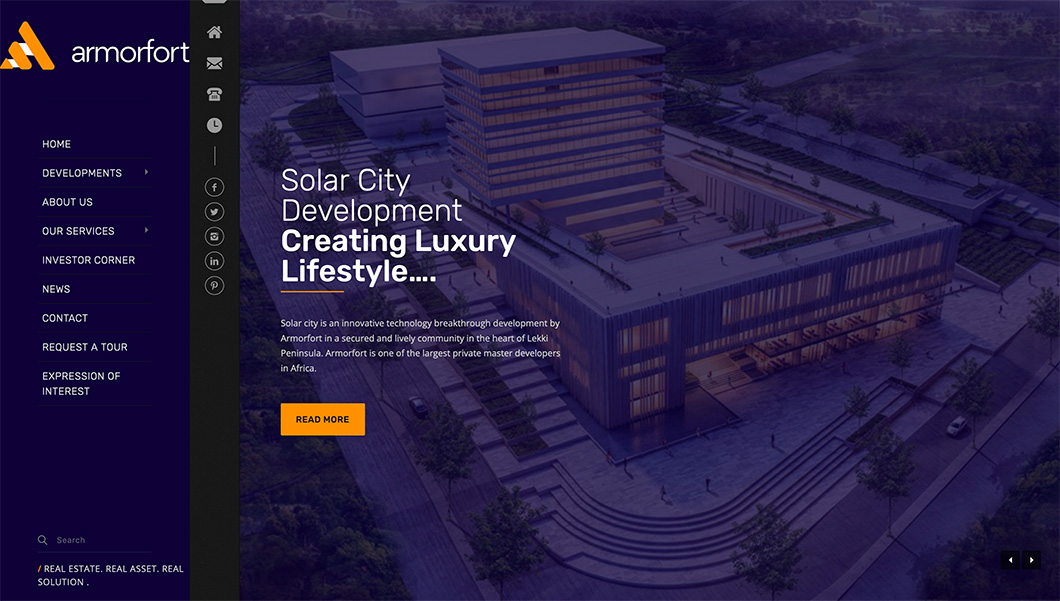 armorfort
HOME
DEVELOPMENTS
ABOUT US
OUR SERVICES
INVESTOR CORNER
NEWS
CONTACT
REQUEST A TOUR
EXPRESSION OF
INTEREST
Search
/ REAL ESTATE. REAL ASSET. REAL
SOLUTION .
Solar City
Development
Creating Luxury
Lifestyle....
Solar city is an innovative technology breakthrough development by
Armorfort in a secured and lively community in the heart of Lekki
Peninsula. Armorfort is one of the largest private master developers
in Africa.
READ MORE